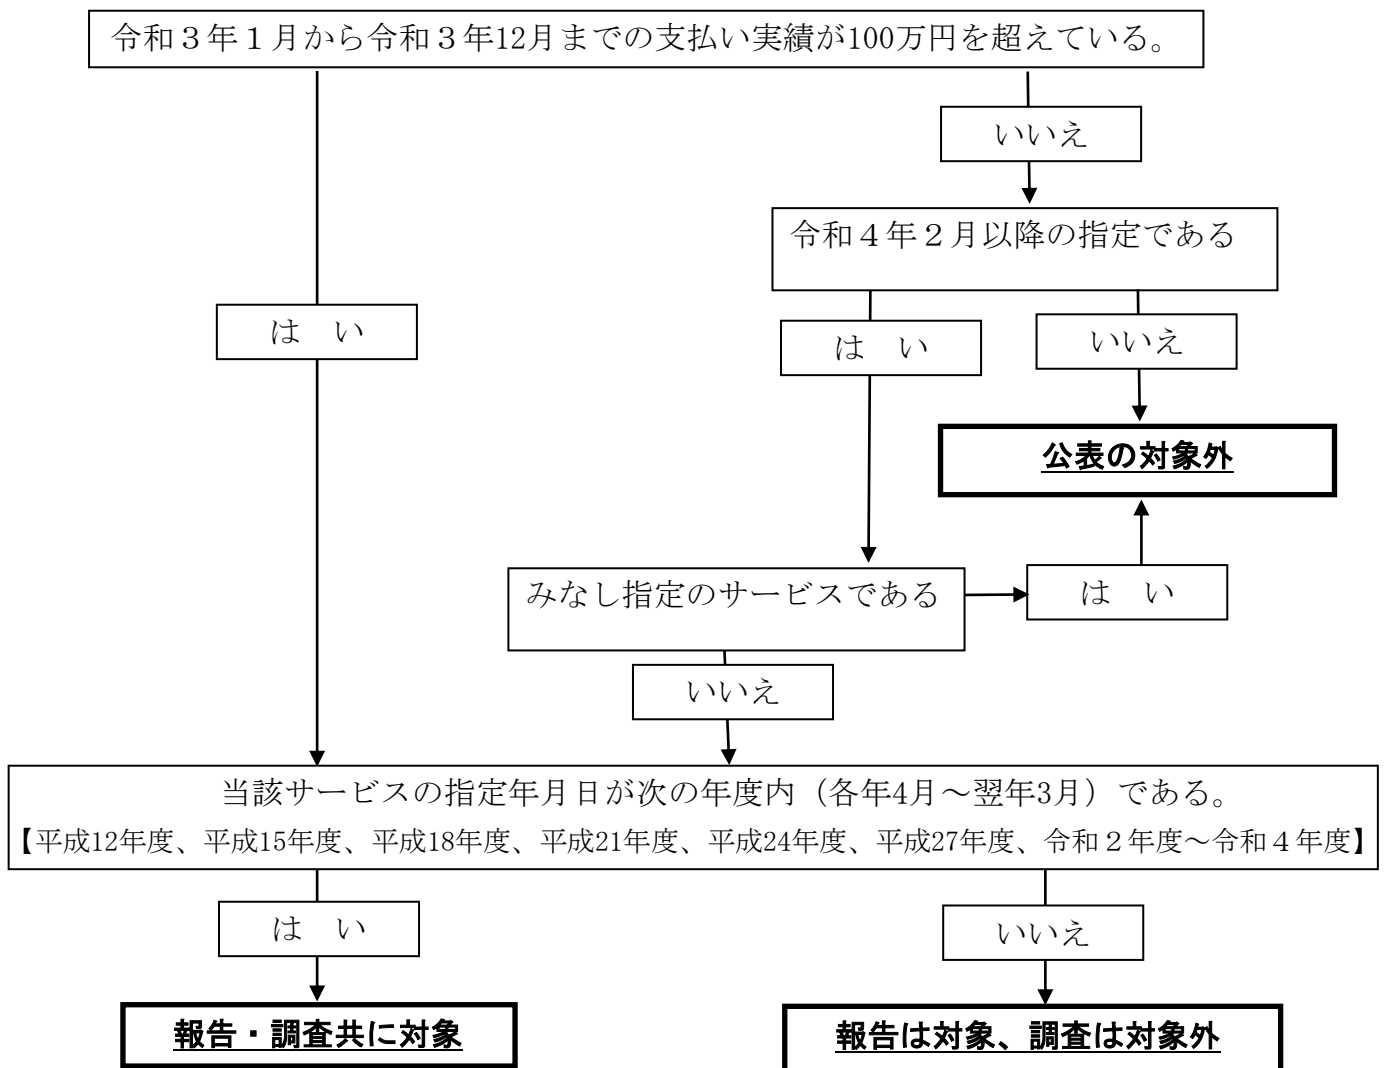 令和３年１月から令和３年12月までの支払い実績が100万円を超えている。
いいえ
令和４年２月以降の指定である
は　い
は　い
いいえ
公表の対象外
みなし指定のサービスである
は　い
いいえ
当該サービスの指定年月日が次の年度内（各年4月～翌年3月）である。
【平成12年度、平成15年度、平成18年度、平成21年度、平成24年度、平成27年度、令和２年度～令和４年度】
は　い
いいえ
報告・調査共に対象
報告は対象、調査は対象外